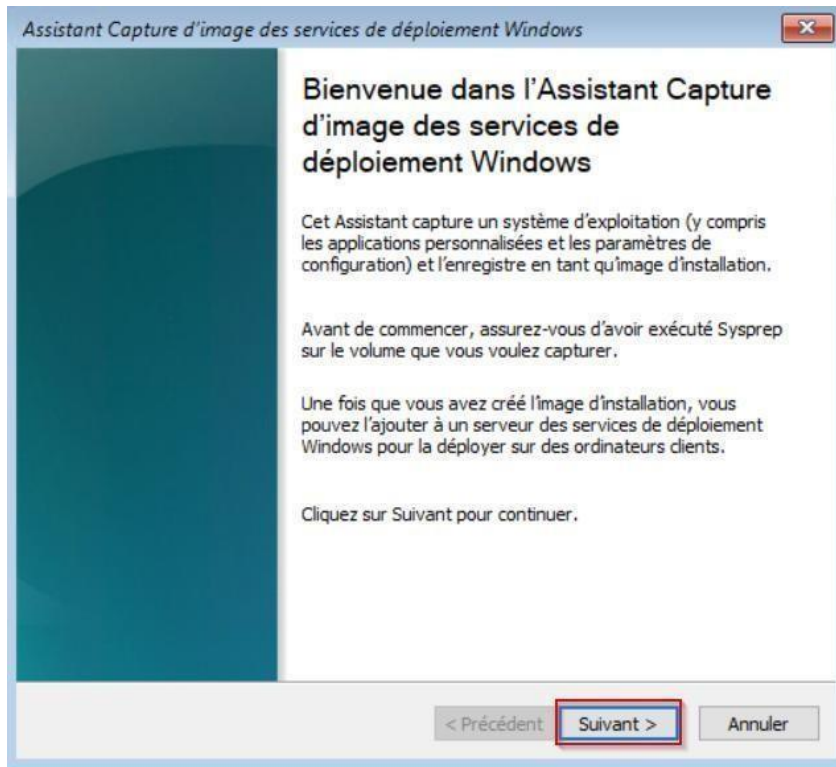 Assistant Capture d'image des services de déploiement Windows
Bienvenue dans l'Assistant Capture
d'image des services de
déploiement Windows
Cet Assistant capture un système d'exploitation (y compris
les applications personnalisées et les paramètres de
configuration) et l'enregistre en tant qu'image d'installation.
Avant de commencer, assurez-vous d'avoir exécuté Sysprep
sur le volume que vous voulez capturer.
Une fois que vous avez créé l'image d'installation, vous
pouvez l'ajouter à un serveur des services de déploiement
Windows pour la déployer sur des ordinateurs clients.
Cliquez sur Suivant pour continuer.
< Précédent Suivant > Annuler